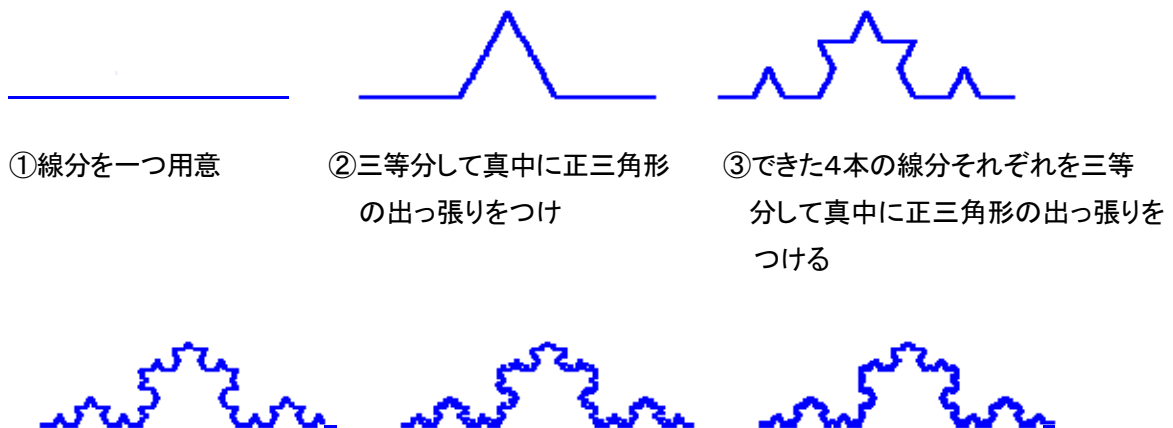 ①線分を一つ用意
②三等分して真中に正三角形
の出っ張りをつけ
③できた４本の線分それぞれを三等
分して真中に正三角形の出っ張りを
つける